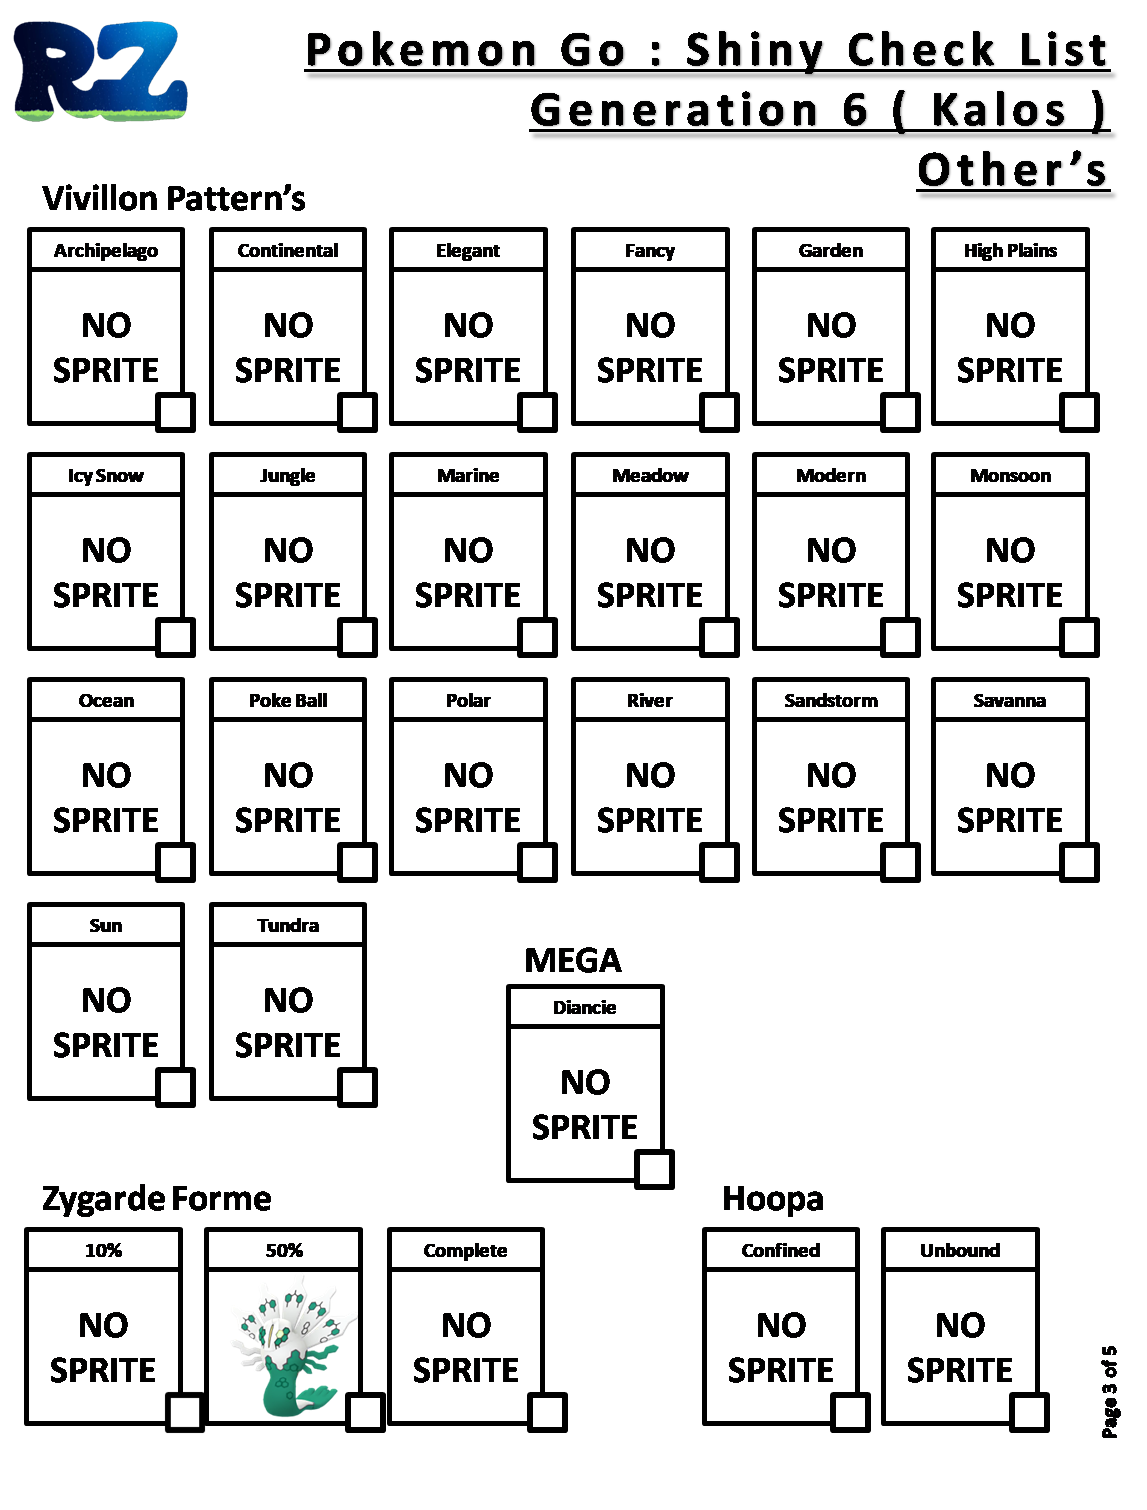 RZ
Pokemon Go : Shiny Check List
Generation 6 ( Kalos )
Other's
Vivillon Pattern's
Archipelago Continental Elegant Fancy Garden High Plains
NO NO NO NO NO NO
SPRITE SPRITE SPRITE SPRITE SPRITE SPRITE
Icy Snow Jungle Marine Meadow Modern Monsoon
NO NO NO NO NO NO
SPRITE SPRITE SPRITE SPRITE SPRITE SPRITE
Ocean Poke Ball Polar River Sandstorm Savanna
NO NO NO NO NO NO
SPRITE SPRITE SPRITE SPRITE SPRITE SPRITE
Sun Tundra
NO NO
SPRITE SPRITE
MEGA
Diancie
NO
SPRITE
Zygarde Forme
10% 50% Complete
NO NO
SPRITE SPRITE
Hoopa
Confined Unbound
NO NO
SPRITE SPRITE
Page 3 of 5